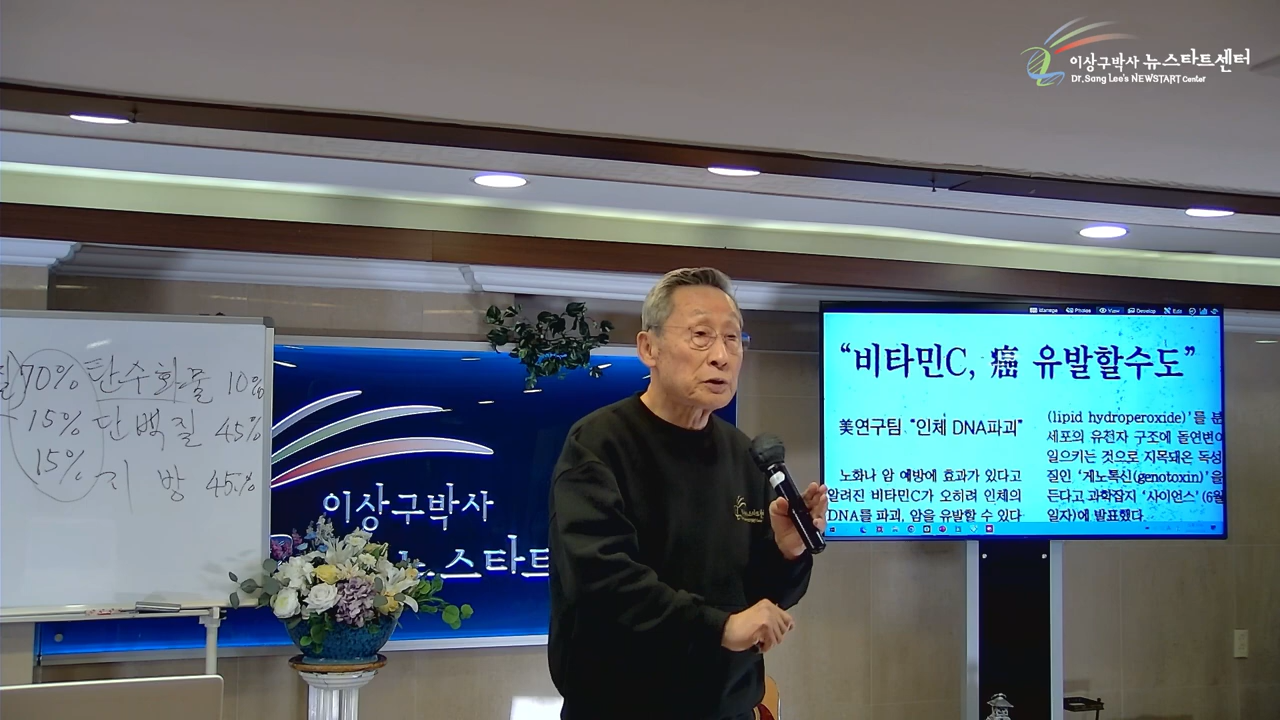 이상구박사 뉴스타트센터
Dr. Sang Lee's NEWSTART Center
70% 탄수화물 10%
15% 단백질 45%
15% 지방 45%
이상구박사
뉴스타트
Manage Photos View Develop Edit
“비타민C, 癌 유발할수도”
美연구팀 "인체 DNA파괴"
노화나 암 예방에 효과가 있다고
알려진 비타민C가 오히려 인체의
DNA를 파괴, 암을 유발할 수 있다
(lipid hydroperoxide)'를 분
세포의 유전자 구조에 돌연변이
일으키는 것으로 지목돼온 독성
질인 '게노톡신(genotoxin)'을
든다고 과학잡지 '사이언스' (6월
일자)에 발표했다.